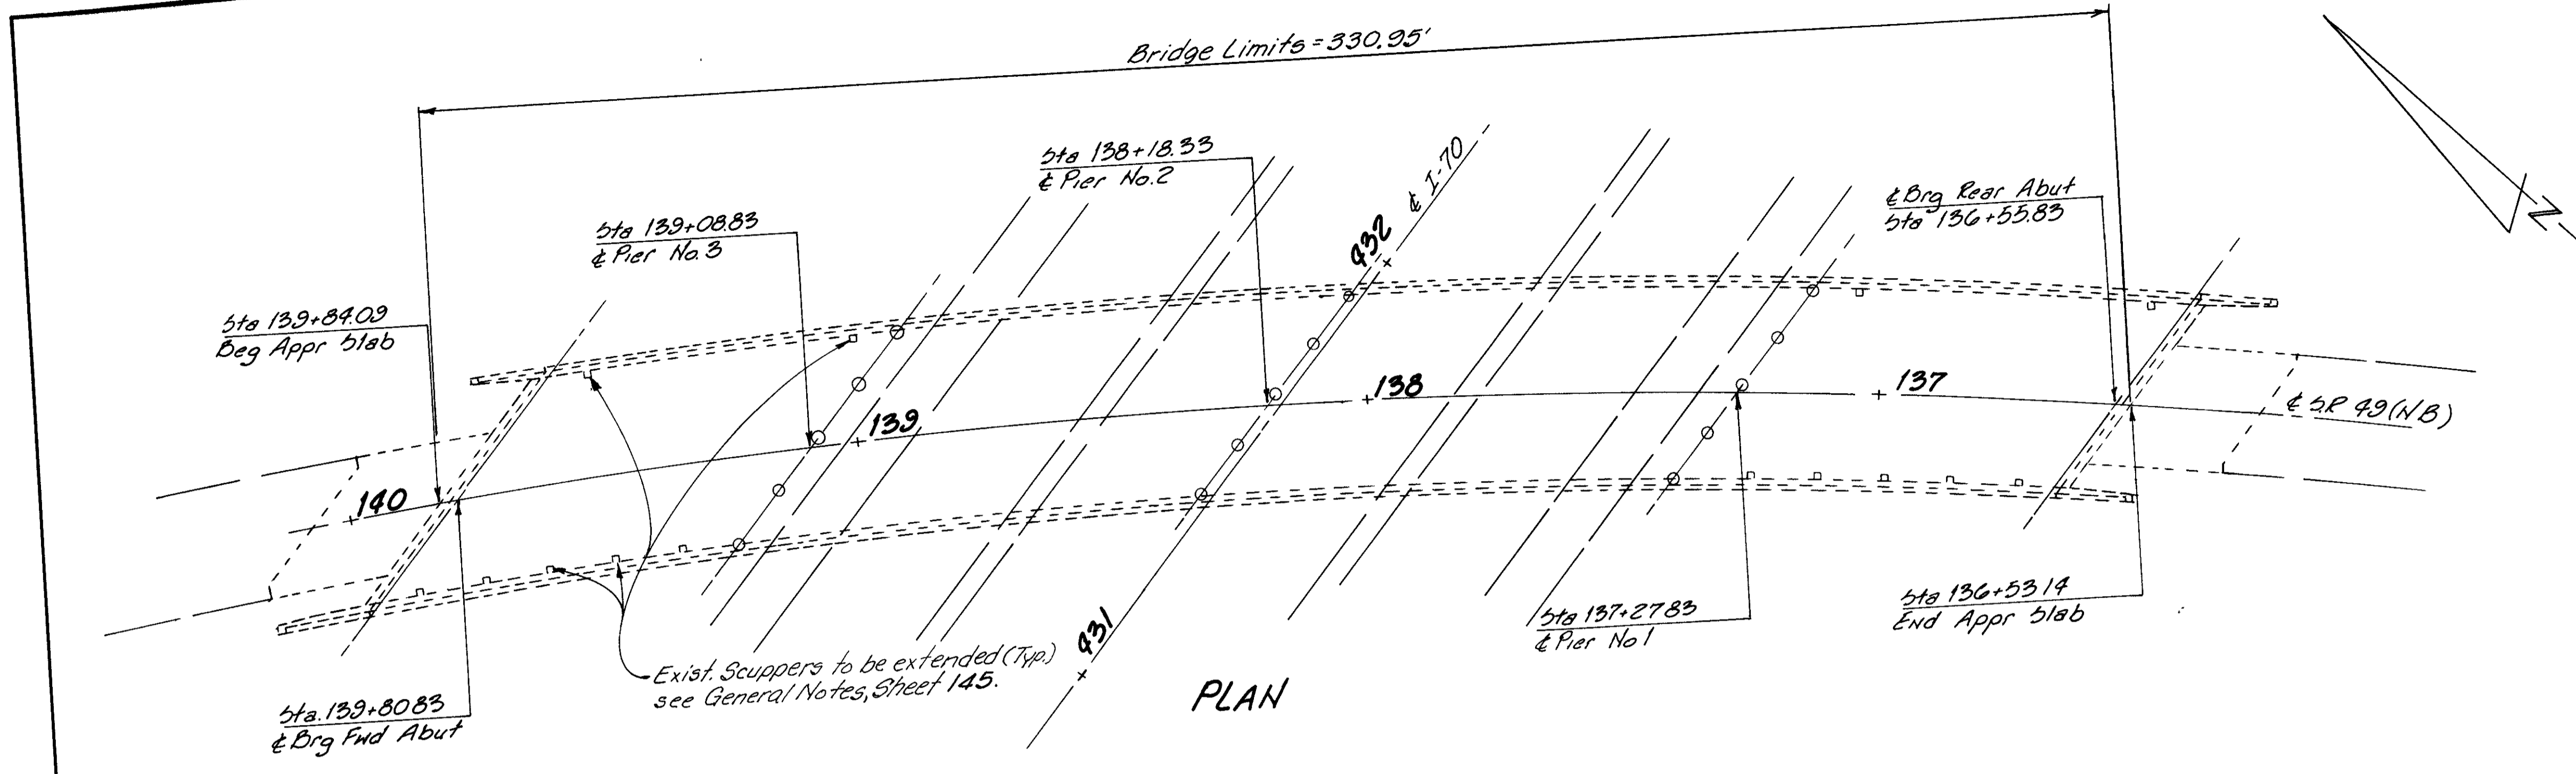 Bridge Limits = 330.95'
Sta 138+18.33
℄ Pier No. 2
432 ℄ I-70
℄ Brg Rear Abut
Sta 136+55.83
Sta 139+08.83
℄ Pier No. 3
N
Sta 139+84.09
Beg Appr Slab
140
139
138
137
℄ S.R 49 (NB)
Sta 137+27.83
℄ Pier No 1
Sta 136+53.14
End Appr Slab
431
Exist. Scuppers to be extended (Typ.)
see General Notes, Sheet 145.
PLAN
Sta. 139+80.83
℄ Brg Fwd Abut